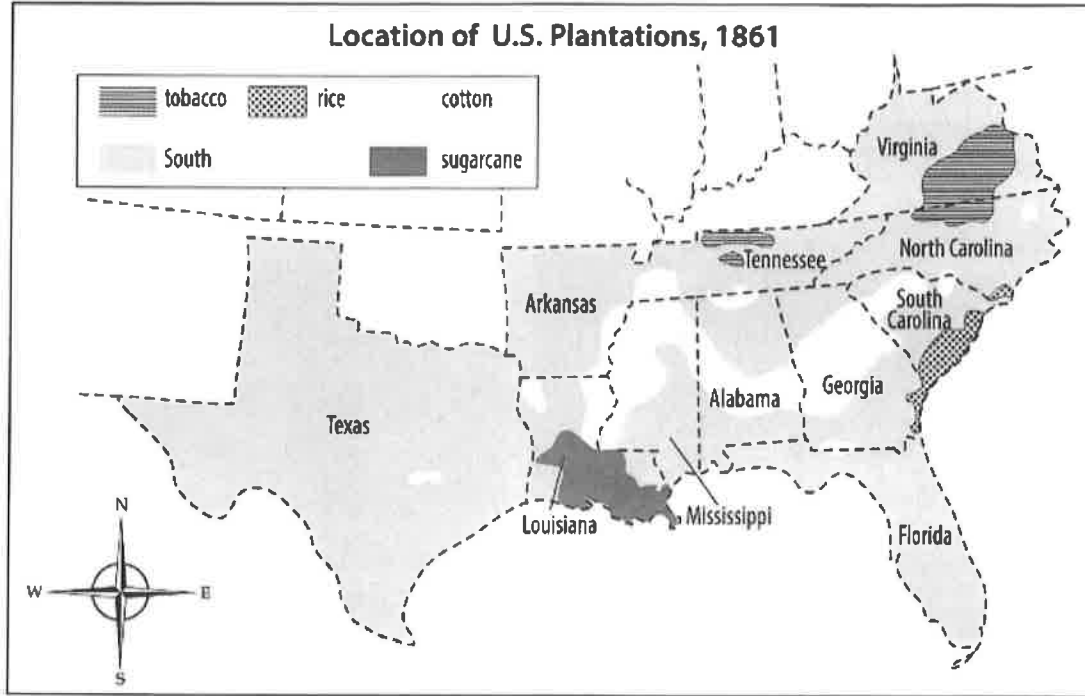 Location of U.S. Plantations, 1861
tobacco
rice
cotton
South
sugarcane
Virginia
Tennessee
North Carolina
Arkansas
South
Carolina
Texas
Alabama
Georgia
Louisiana
Mississippi
Florida
N
W E
S